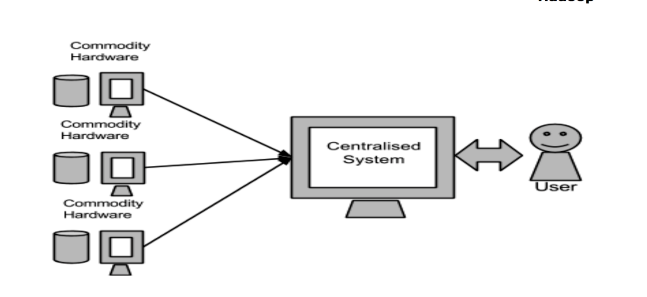 Commodity
Hardware
Commodity
Hardware
Commodity
Hardware
Centralised
System
User